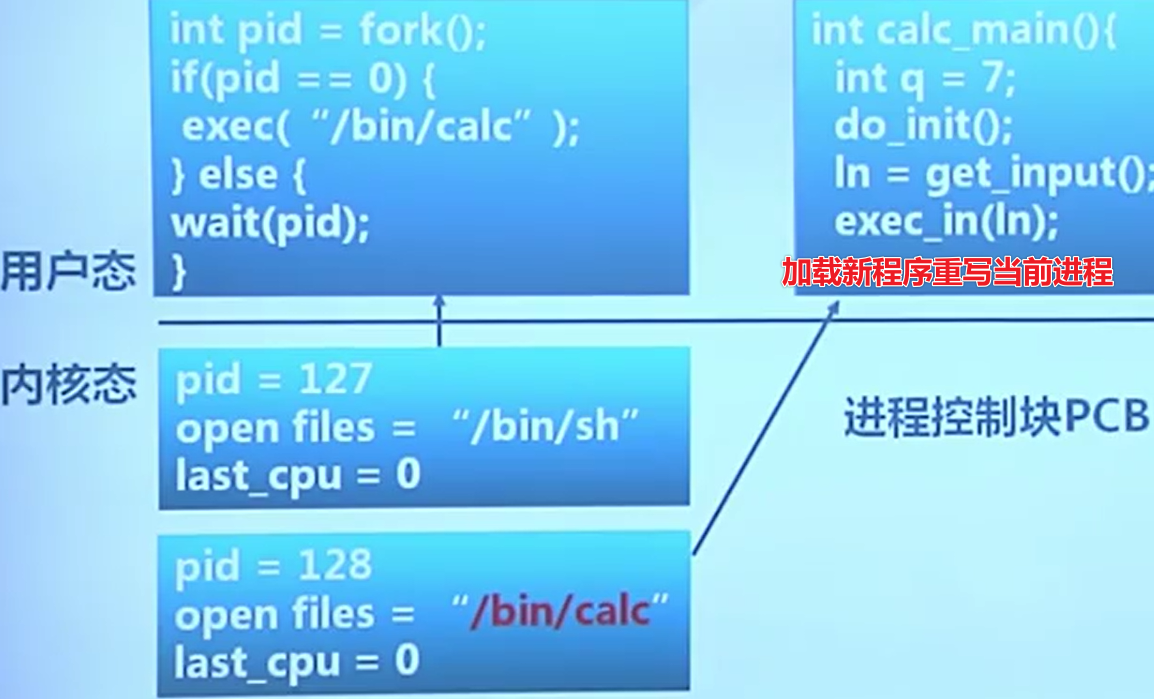 int pid = fork();
if(pid == 0) {
exec( “/bin/calc” );
} else {
wait(pid);
}
int calc_main(){
int q = 7;
do_init();
ln = get_input();
exec_in(ln);
加载新程序重写当前进程
用户态
内核态
pid = 127
open files = “/bin/sh”
last_cpu = 0
进程控制块PCB
pid = 128
open files = “/bin/calc”
last_cpu = 0